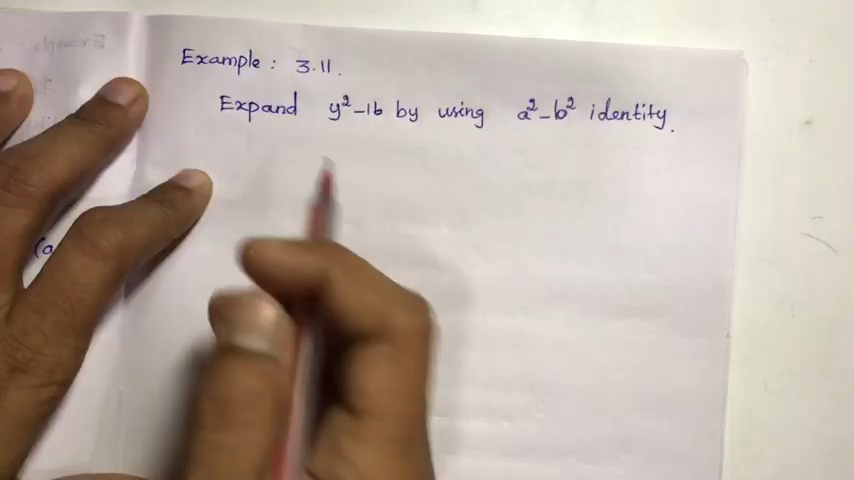 Example : 3.11.
Expand y²-16 by using a²-b² identity.
(a